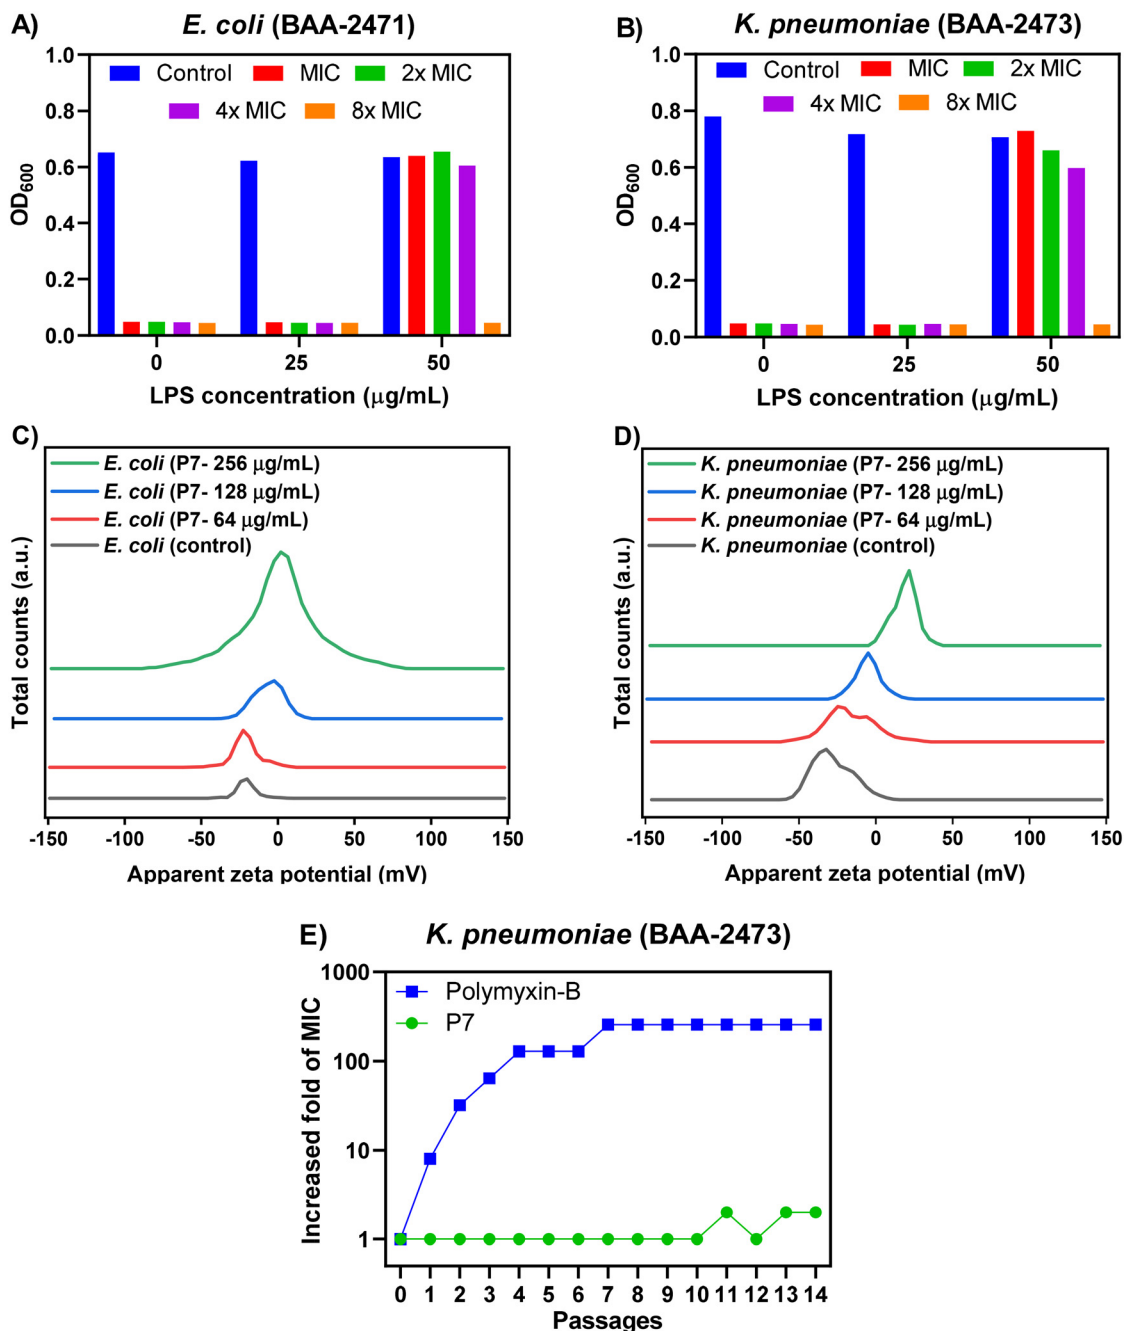 A)
E. coli (BAA-2471)
1.0
0.8
0.6
0.4
0.2
0.0
OD600
Control
MIC
2x MIC
4x MIC
8x MIC
0
25
50
LPS concentration (μg/mL)
B)
K. pneumoniae (BAA-2473)
1.0
0.8
0.6
0.4
0.2
0.0
OD600
Control
MIC
2x MIC
4x MIC
8x MIC
0
25
50
LPS concentration (μg/mL)
C)
E. coli (P7- 256 μg/mL)
E. coli (P7- 128 μg/mL)
E. coli (P7- 64 μg/mL)
E. coli (control)
Total counts (a.u.)
-150
-100
-50
0
50
100
150
Apparent zeta potential (mV)
D)
K. pneumoniae (P7- 256 μg/mL)
K. pneumoniae (P7- 128 μg/mL)
K. pneumoniae (P7- 64 μg/mL)
K. pneumoniae (control)
Total counts (a.u.)
-150
-100
-50
0
50
100
150
Apparent zeta potential (mV)
E)
K. pneumoniae (BAA-2473)
1000
100
10
1
Increased fold of MIC
Polymyxin-B
P7
0 1 2 3 4 5 6 7 8 9 10 11 12 13 14
Passages